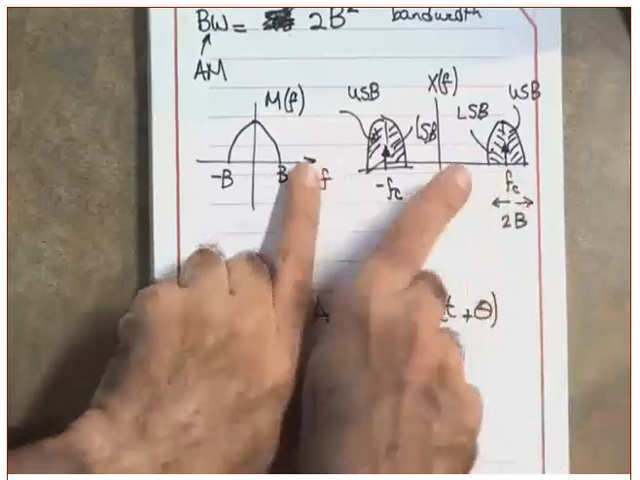 BW = 2B bandwidth
AM
M(f)
USB LSB
X(f)
LSB USB
-B B f
-fc fc
2B
A t + θ)